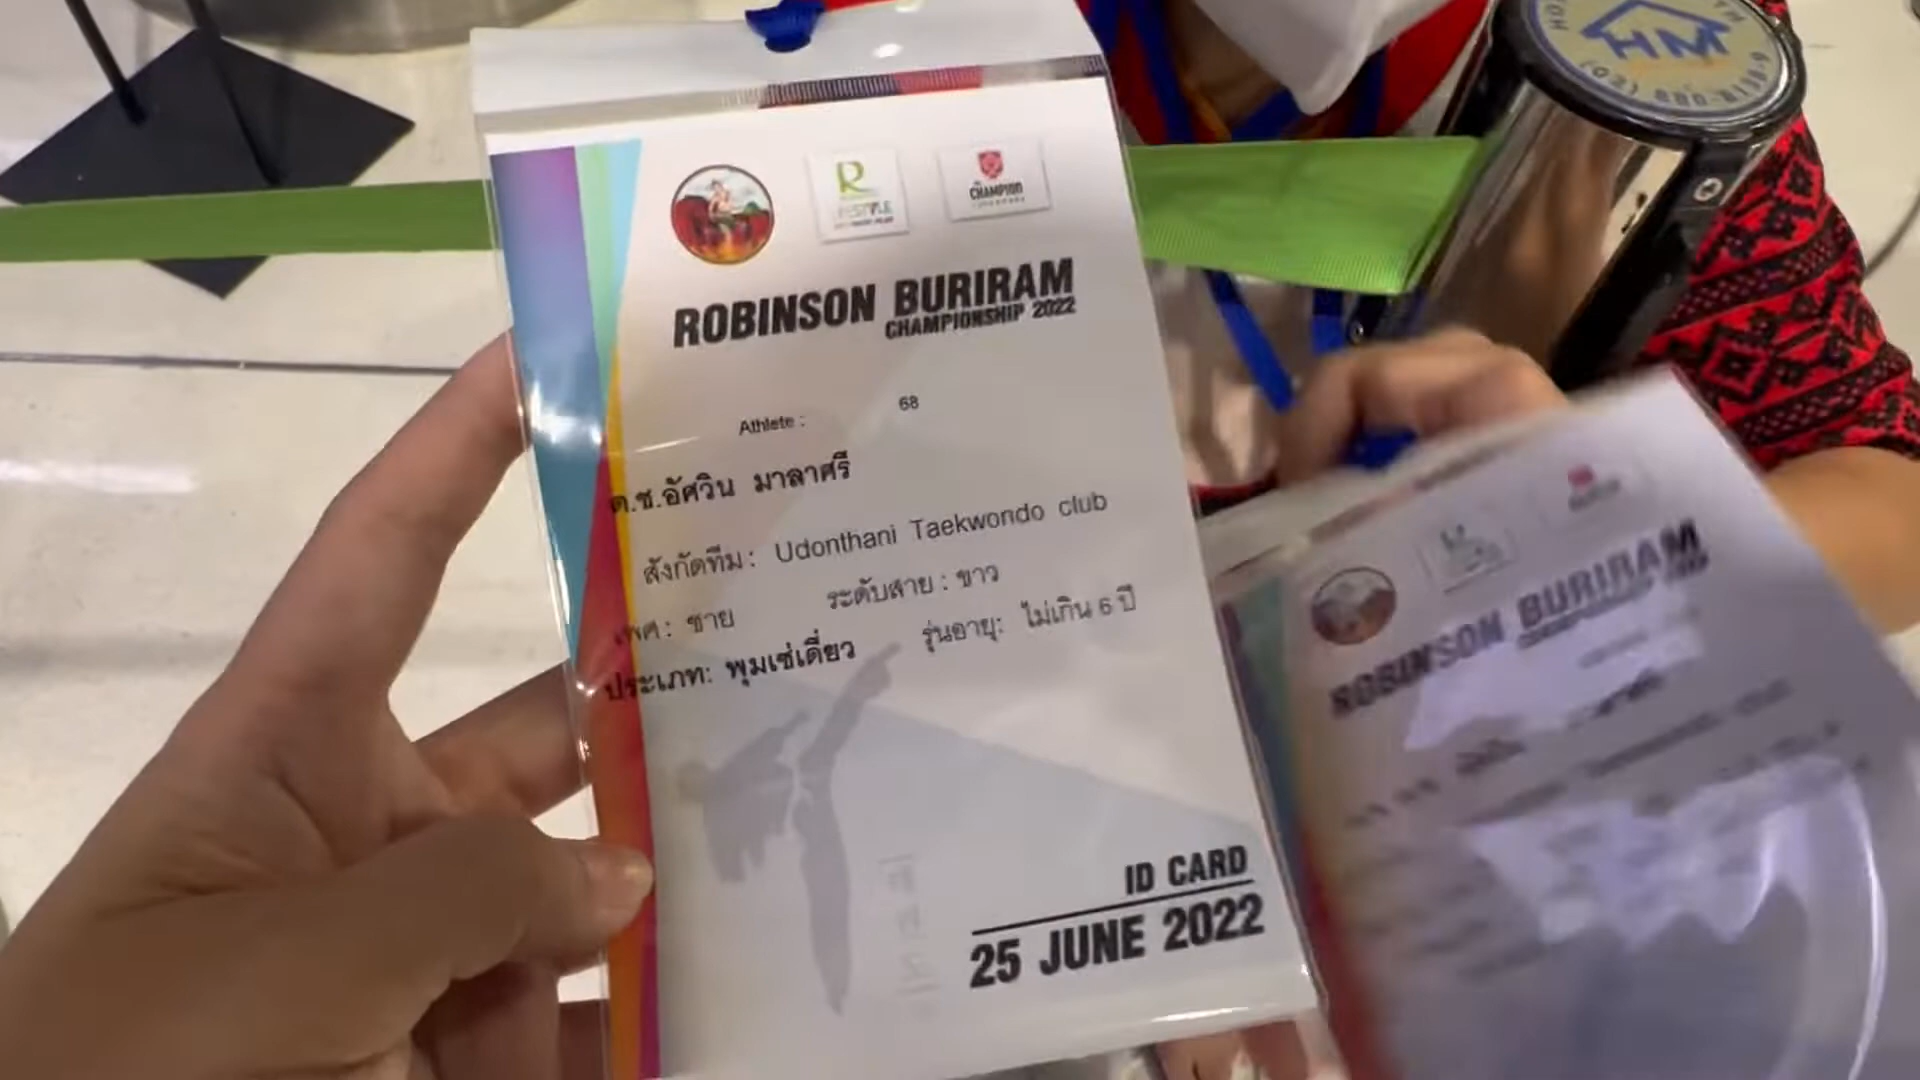 R
CHAMPION
ROBINSON BURIRAM
CHAMPIONSHIP 2022
Athlete : 68
ด.ช.อัศวิน มาลาศรี
สังกัดทีม : Udonthani Taekwondo club
เพศ : ชาย ระดับสาย : ขาว
ประเภท: พุมเซ่เดี่ยว รุ่นอายุ: ไม่เกิน 6 ปี
ID CARD
25 JUNE 2022
HM
ROBINSON BURIRAM